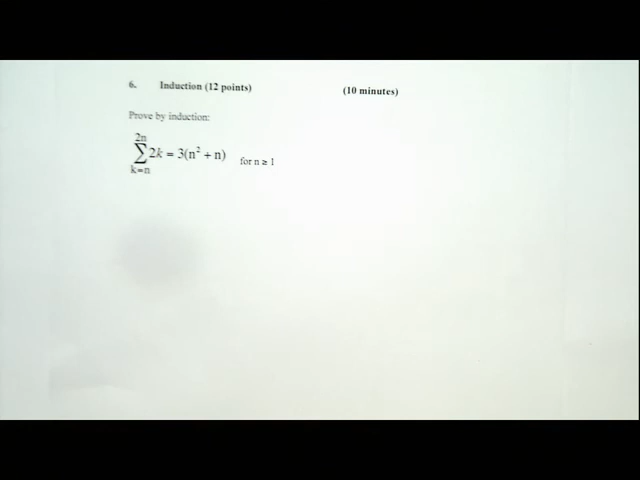 6. Induction (12 points) (10 minutes)
Prove by induction:
2n
∑2k = 3(n² + n) for n ≥ 1
k=n